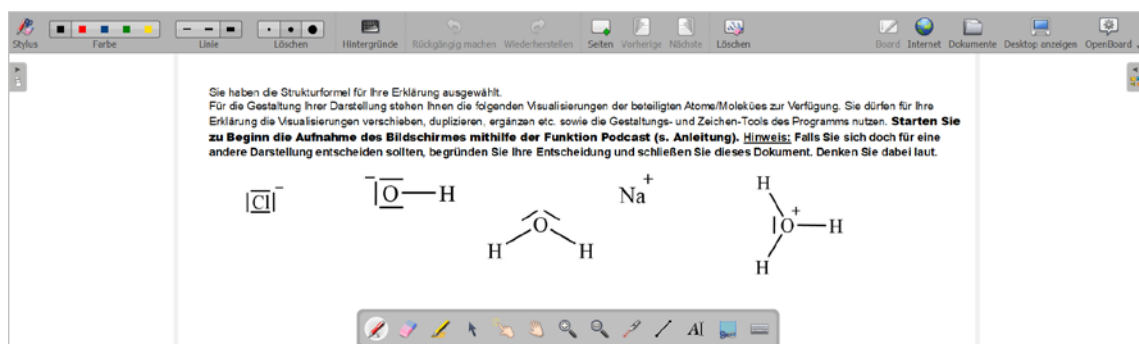 Stylus Farbe Linie Löschen Hintergründe Rückgängig machen Wiederherstellen Seiten Vorherige Nächste Löschen Board Internet Dokumente Desktop anzeigen OpenBoard
Sie haben die Strukturformel für Ihre Erklärung ausgewählt.
Für die Gestaltung Ihrer Darstellung stehen Ihnen die folgenden Visualisierungen der beteiligten Atome/Molekües zur Verfügung. Sie dürfen für Ihre
Erklärung die Visualisierungen verschieben, duplizieren, ergänzen etc. sowie die Gestaltungs- und Zeichen-Tools des Programms nutzen. Starten Sie
zu Beginn die Aufnahme des Bildschirmes mithilfe der Funktion Podcast (s. Anleitung). Hinweis: Falls Sie sich doch für eine
andere Darstellung entscheiden sollten, begründen Sie Ihre Entscheidung und schließen Sie dieses Dokument. Denken Sie dabei laut.
|Cl|⁻ ⁻|O—H Na⁺ H
O O⁺—H
H H H
AI